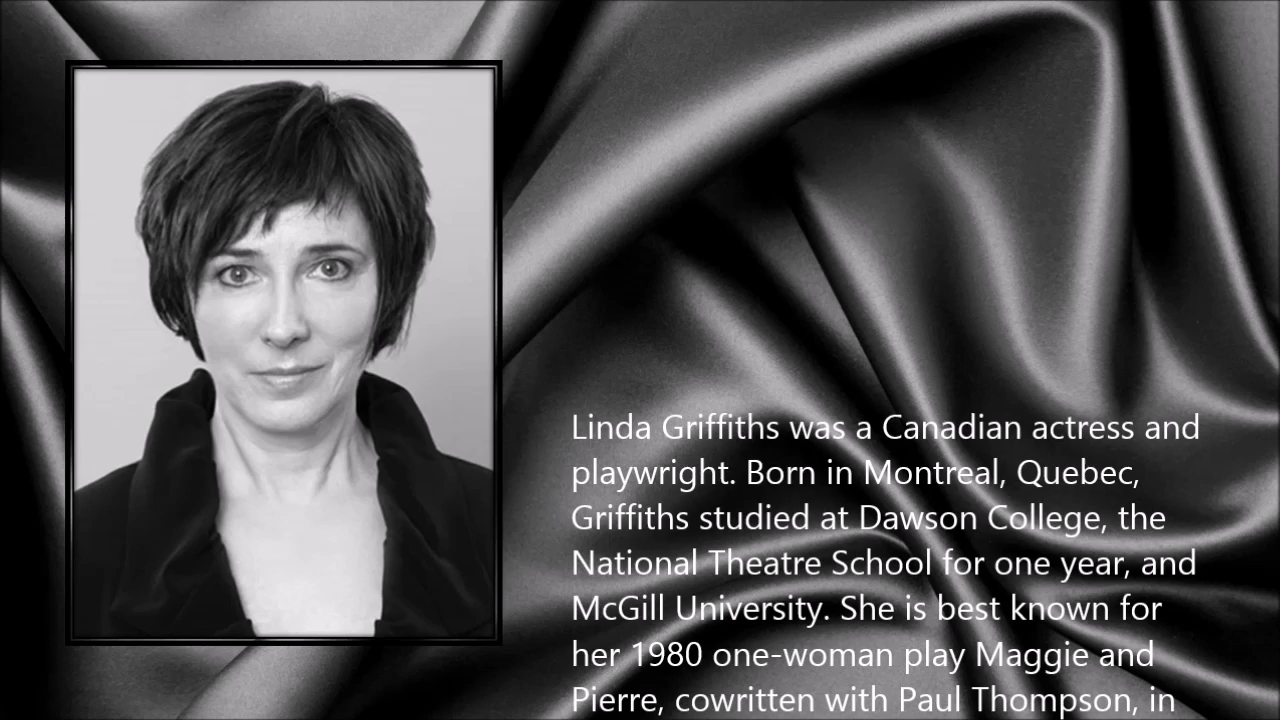 Linda Griffiths was a Canadian actress and
playwright. Born in Montreal, Quebec,
Griffiths studied at Dawson College, the
National Theatre School for one year, and
McGill University. She is best known for
her 1980 one-woman play Maggie and
Pierre, cowritten with Paul Thompson, in